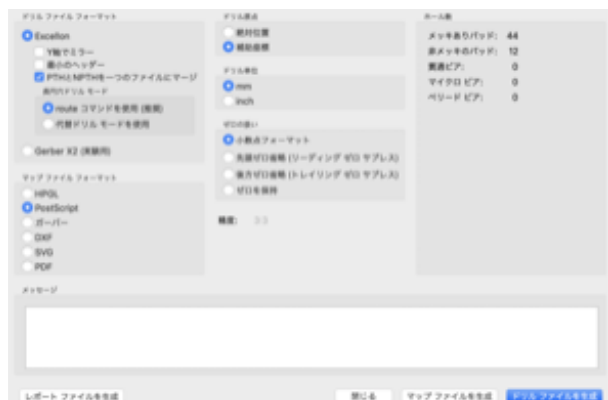 ドリル ファイル フォーマット
Excellon
Y軸でミラー
最小のヘッダー
PTHとNPTHを一つのファイルにマージ
長円穴ドリル モード
route コマンドを使用 (推奨)
代替ドリル モードを使用
Gerber X2 (実験的)
マップ ファイル フォーマット
HPGL
PostScript
ガーバー
DXF
SVG
PDF
ドリル原点
絶対位置
補助座標
ドリル単位
mm
inch
ゼロの扱い
小数点フォーマット
先頭ゼロ省略 (リーディング ゼロ サプレス)
後方ゼロ省略 (トレイリング ゼロ サプレス)
ゼロを保持
精度: 3:3
ホール数
メッキありパッド: 44
非メッキのパッド: 12
貫通ビア: 0
マイクロ ビア: 0
ベリード ビア: 0
メッセージ
レポート ファイルを生成
閉じる
マップ ファイルを生成
ドリル ファイルを生成